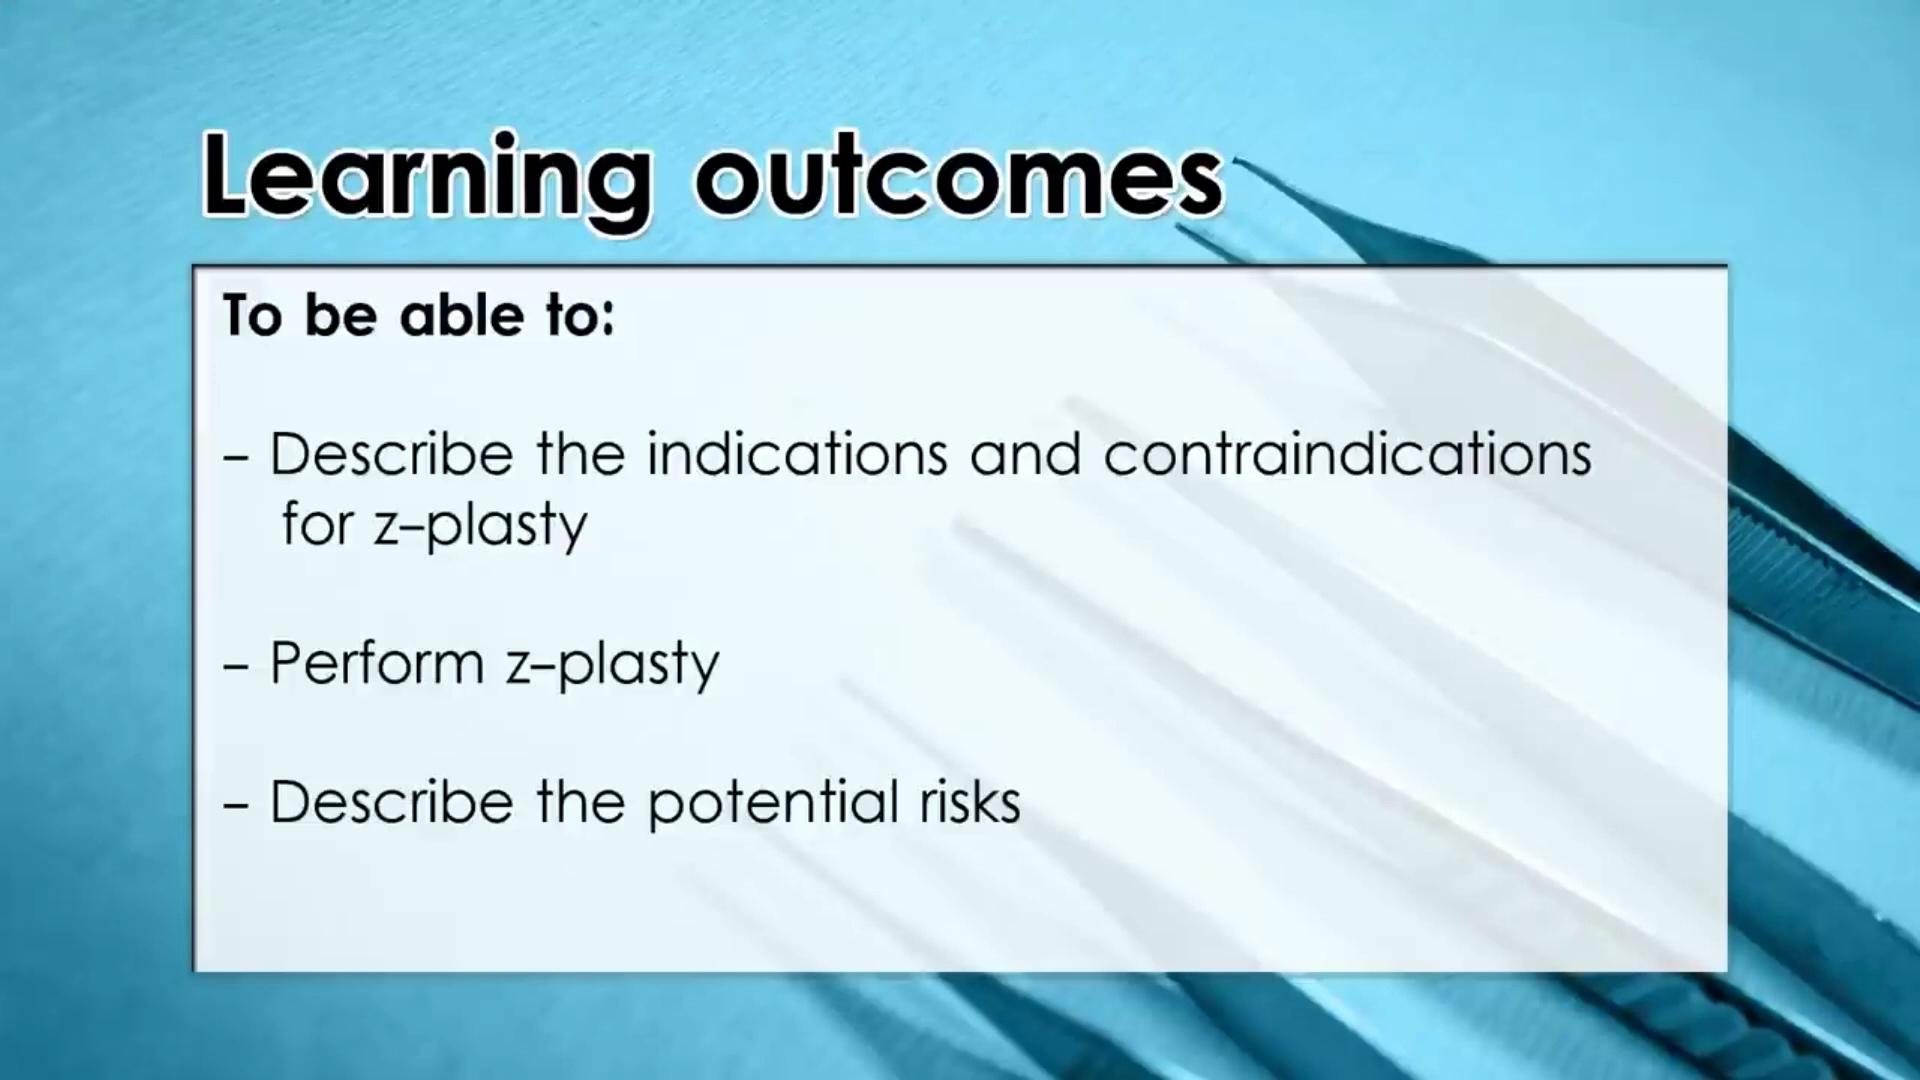 Learning outcomes
To be able to:
– Describe the indications and contraindications
for z–plasty
– Perform z–plasty
– Describe the potential risks